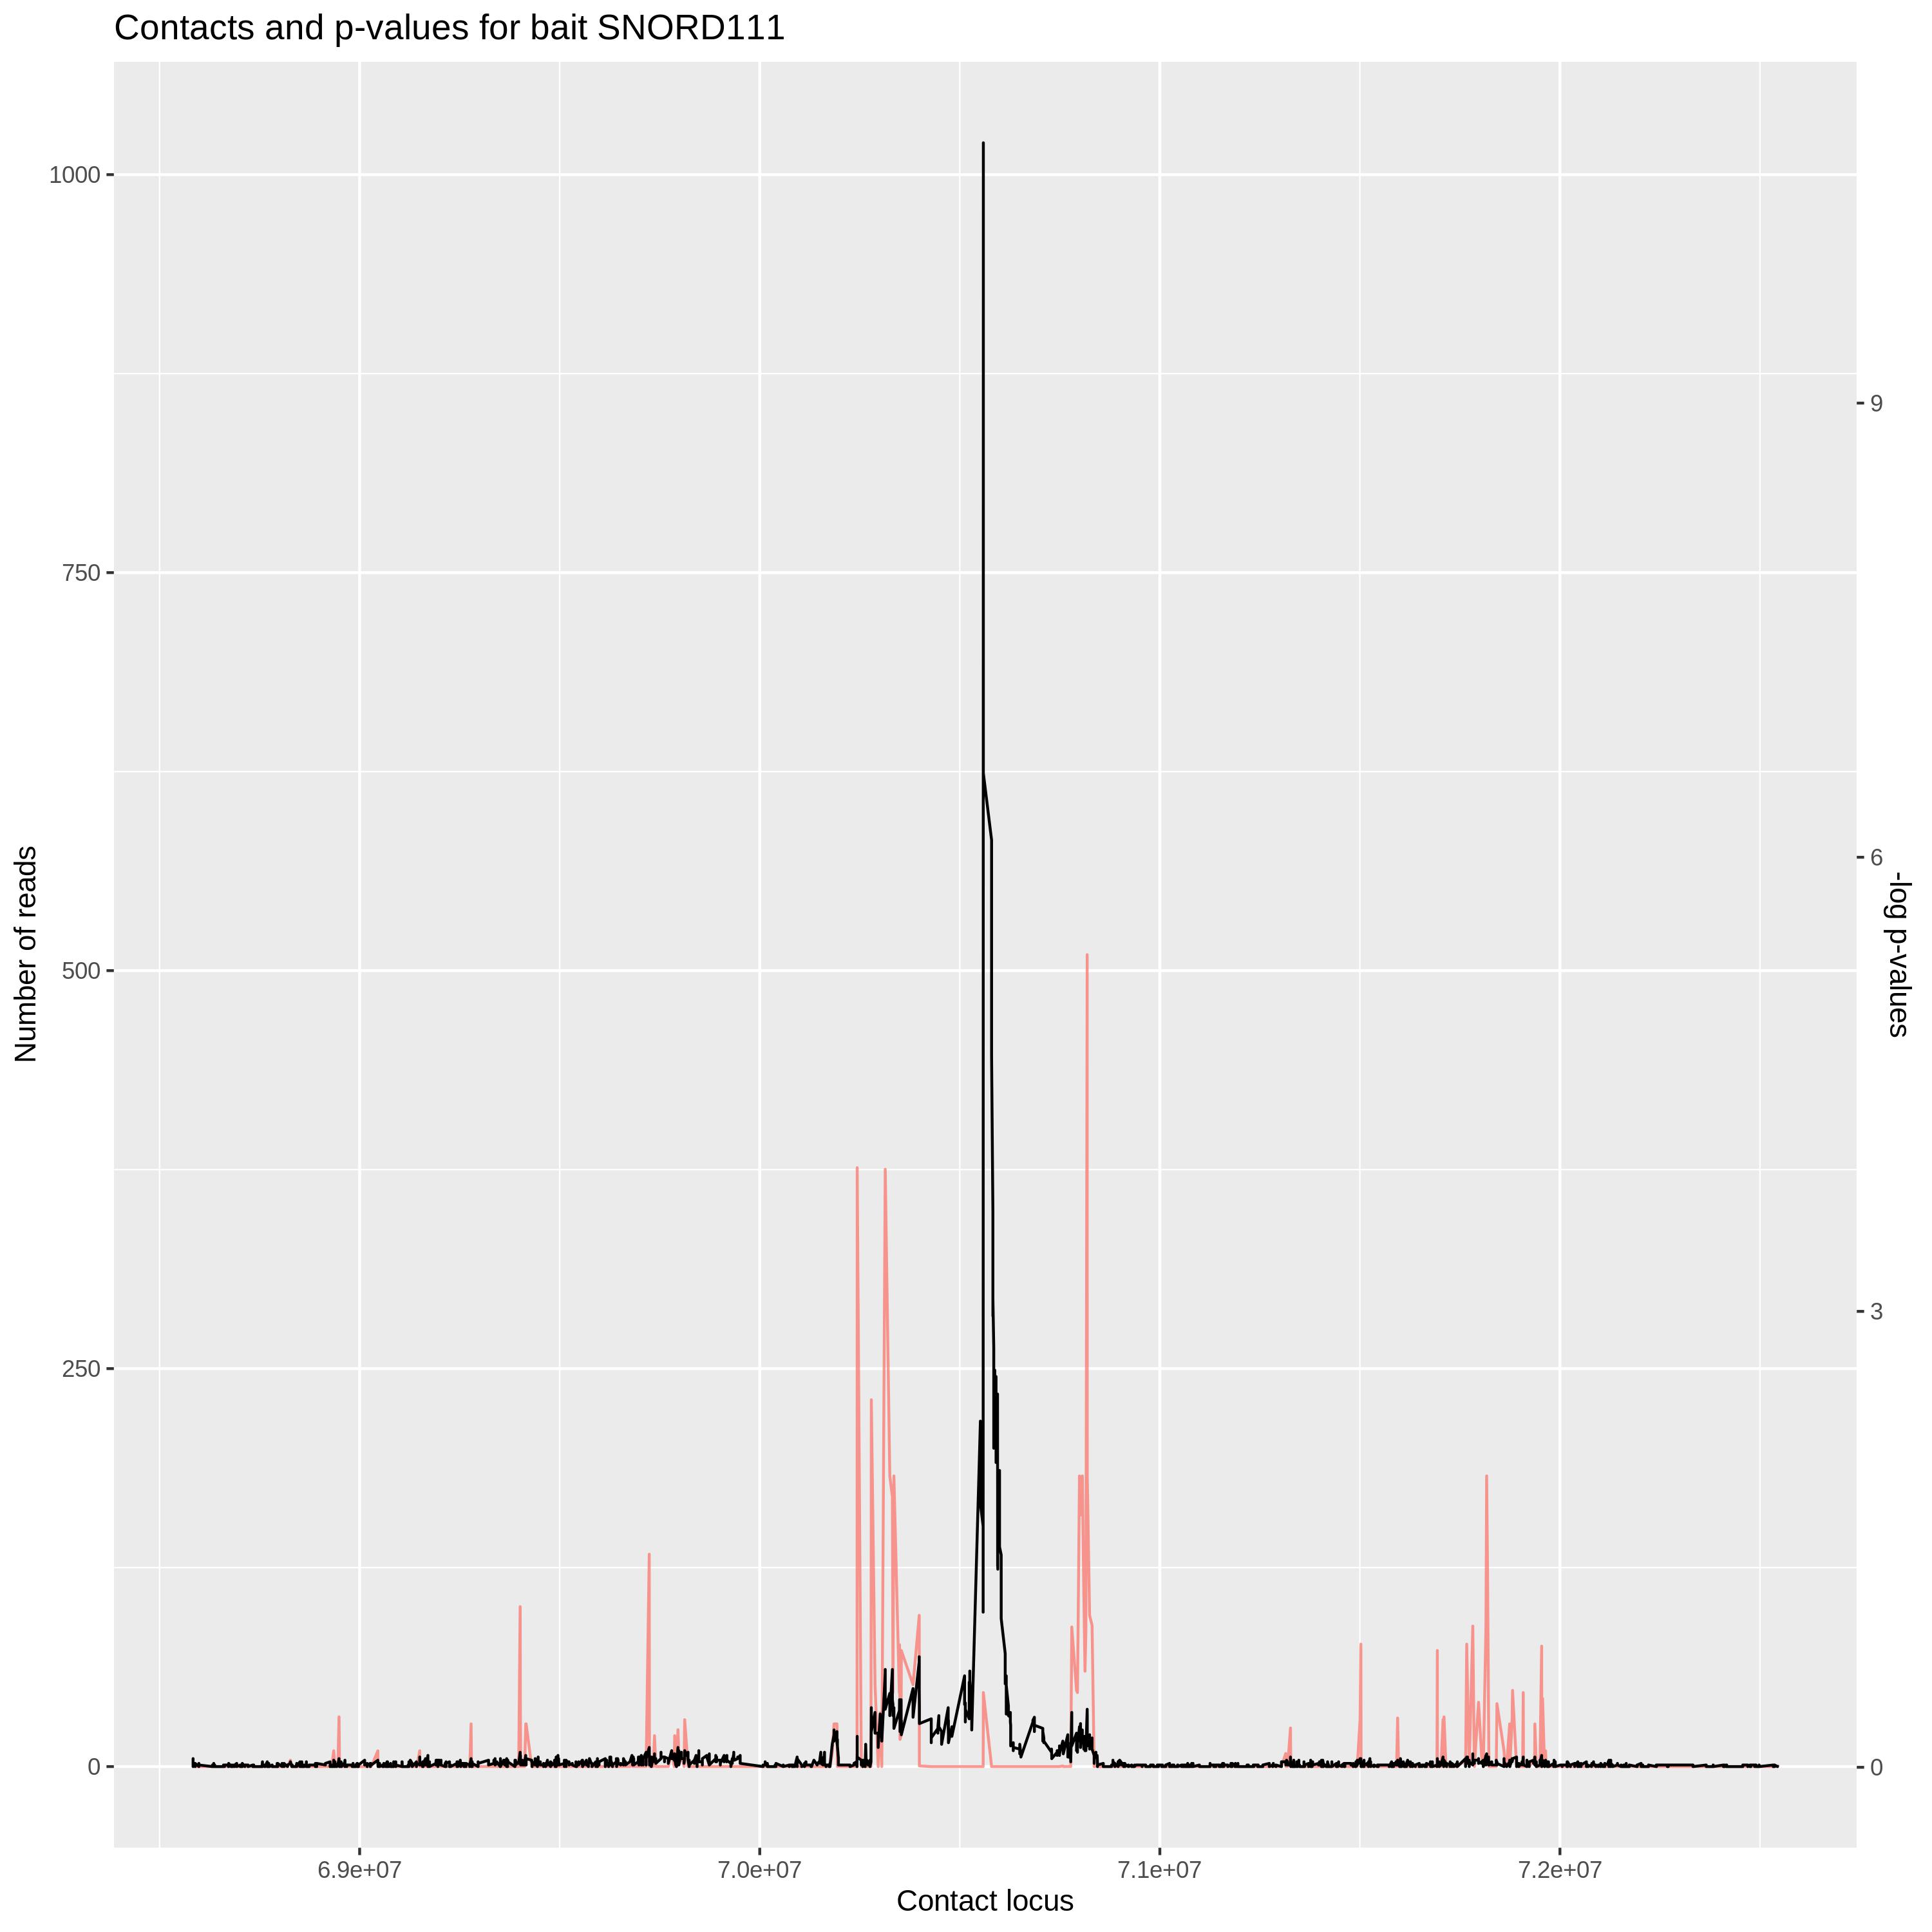 Contacts and p-values for bait SNORD111
1000
750
500
250
0
Number of reads
9
6
3
0
-log p-values
6.9e+07
7.0e+07
7.1e+07
7.2e+07
Contact locus